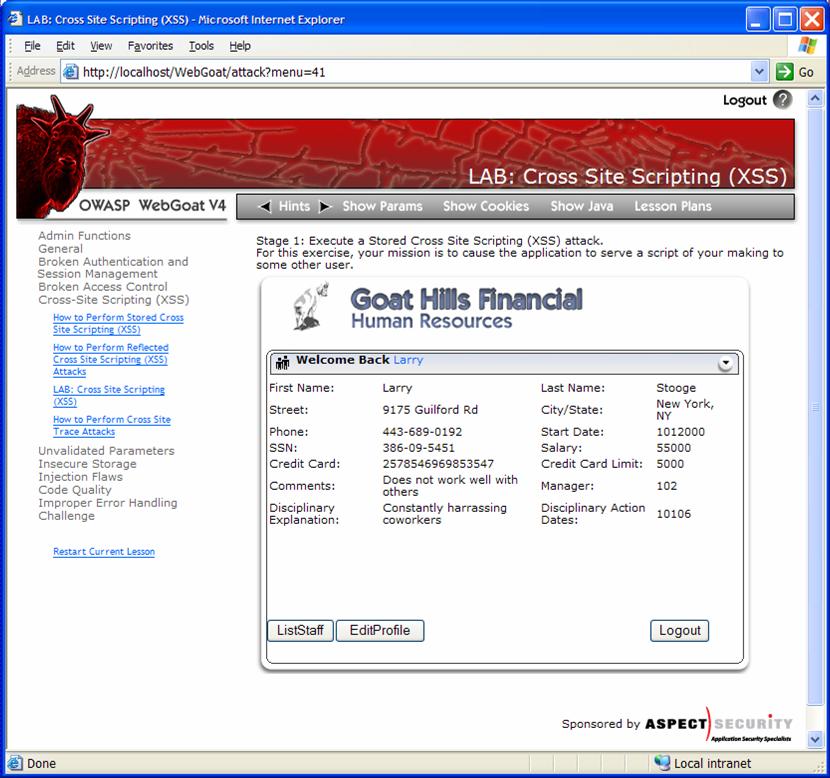 LAB: Cross Site Scripting (XSS) - Microsoft Internet Explorer
File Edit View Favorites Tools Help
Address http://localhost/WebGoat/attack?menu=41 Go
Logout ?
LAB: Cross Site Scripting (XSS)
OWASP WebGoat V4
Hints Show Params Show Cookies Show Java Lesson Plans
Admin Functions
General
Broken Authentication and
Session Management
Broken Access Control
Cross-Site Scripting (XSS)
How to Perform Stored Cross
Site Scripting (XSS)
How to Perform Reflected
Cross Site Scripting (XSS)
Attacks
LAB: Cross Site Scripting
(XSS)
How to Perform Cross Site
Trace Attacks
Unvalidated Parameters
Insecure Storage
Injection Flaws
Code Quality
Improper Error Handling
Challenge
Restart Current Lesson
Stage 1: Execute a Stored Cross Site Scripting (XSS) attack.
For this exercise, your mission is to cause the application to serve a script of your making to
some other user.
Goat Hills Financial
Human Resources
Welcome Back Larry
First Name: Larry Last Name: Stooge
Street: 9175 Guilford Rd City/State: New York,
NY
Phone: 443-689-0192 Start Date: 1012000
SSN: 386-09-5451 Salary: 55000
Credit Card: 2578546969853547 Credit Card Limit: 5000
Comments: Does not work well with
others Manager: 102
Disciplinary
Explanation: Constantly harrassing
coworkers Disciplinary Action
Dates: 10106
ListStaff EditProfile Logout
Sponsored by ASPECT SECURITY
Application Security Specialists
Done Local intranet